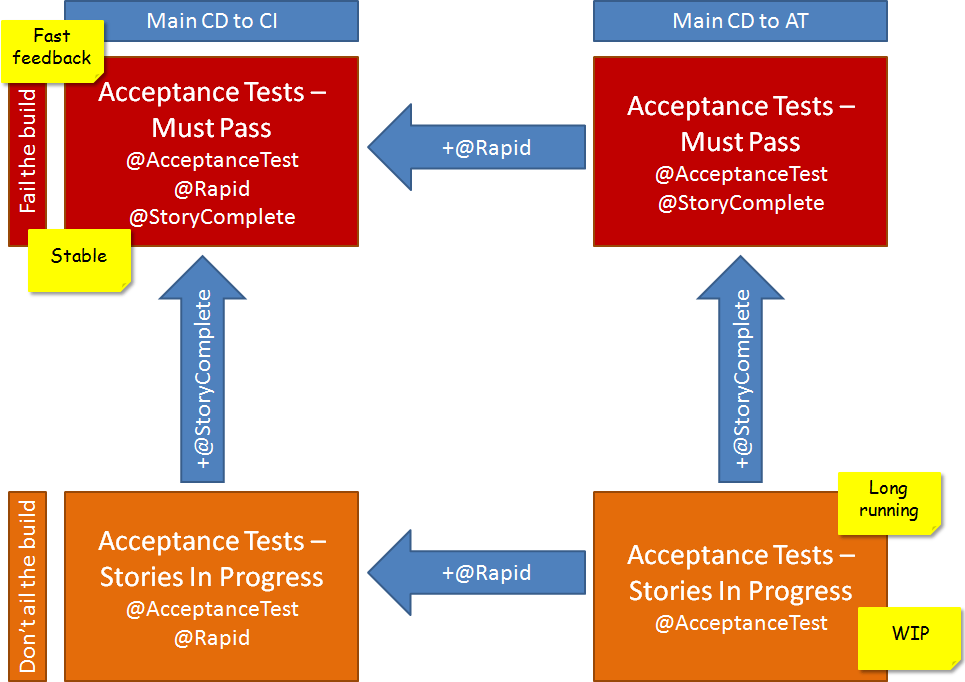 Main CD to CI
Main CD to AT
Fast
feedback
Fail the build
Acceptance Tests –
Must Pass
@AcceptanceTest
@Rapid
@StoryComplete
+@Rapid
Acceptance Tests –
Must Pass
@AcceptanceTest
@StoryComplete
Stable
+@StoryComplete
+@StoryComplete
Don't ail the build
Acceptance Tests –
Stories In Progress
@AcceptanceTest
@Rapid
+@Rapid
Long
running
Acceptance Tests –
Stories In Progress
@AcceptanceTest
WIP